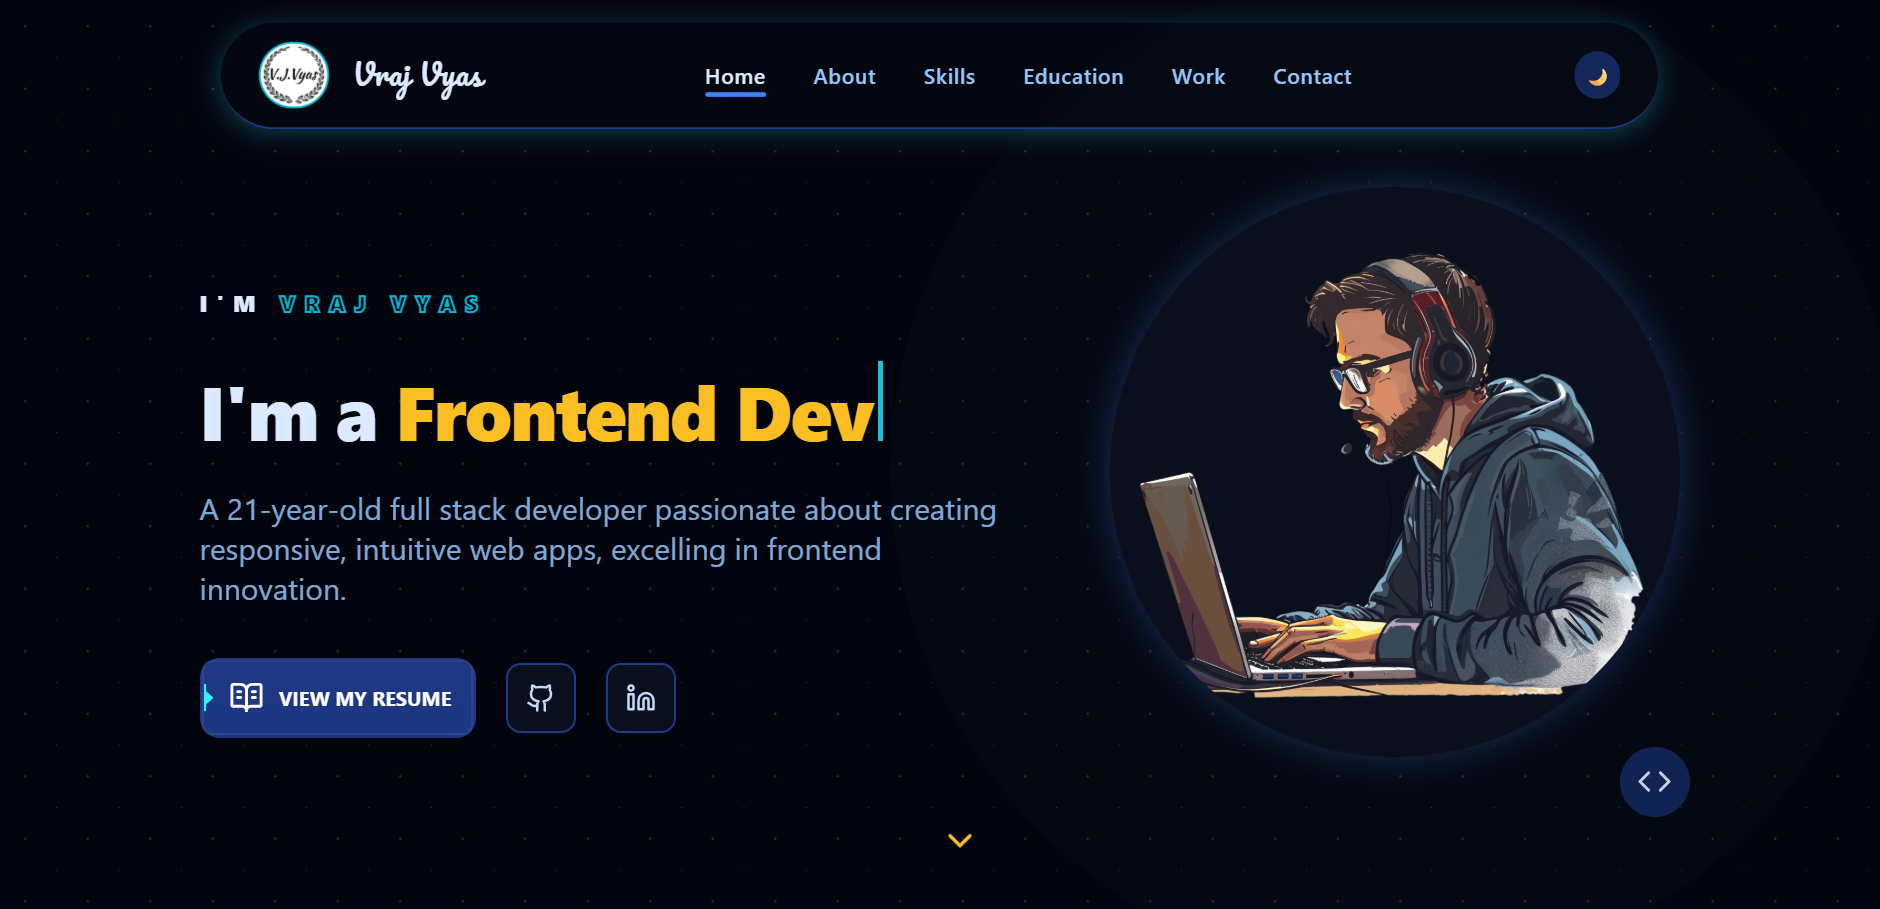 V.J.Vyas
Vraj Vyas
Home About Skills Education Work Contact
I'M VRAJ VYAS
I'm a Frontend Dev
A 21-year-old full stack developer passionate about creating
responsive, intuitive web apps, excelling in frontend
innovation.
VIEW MY RESUME